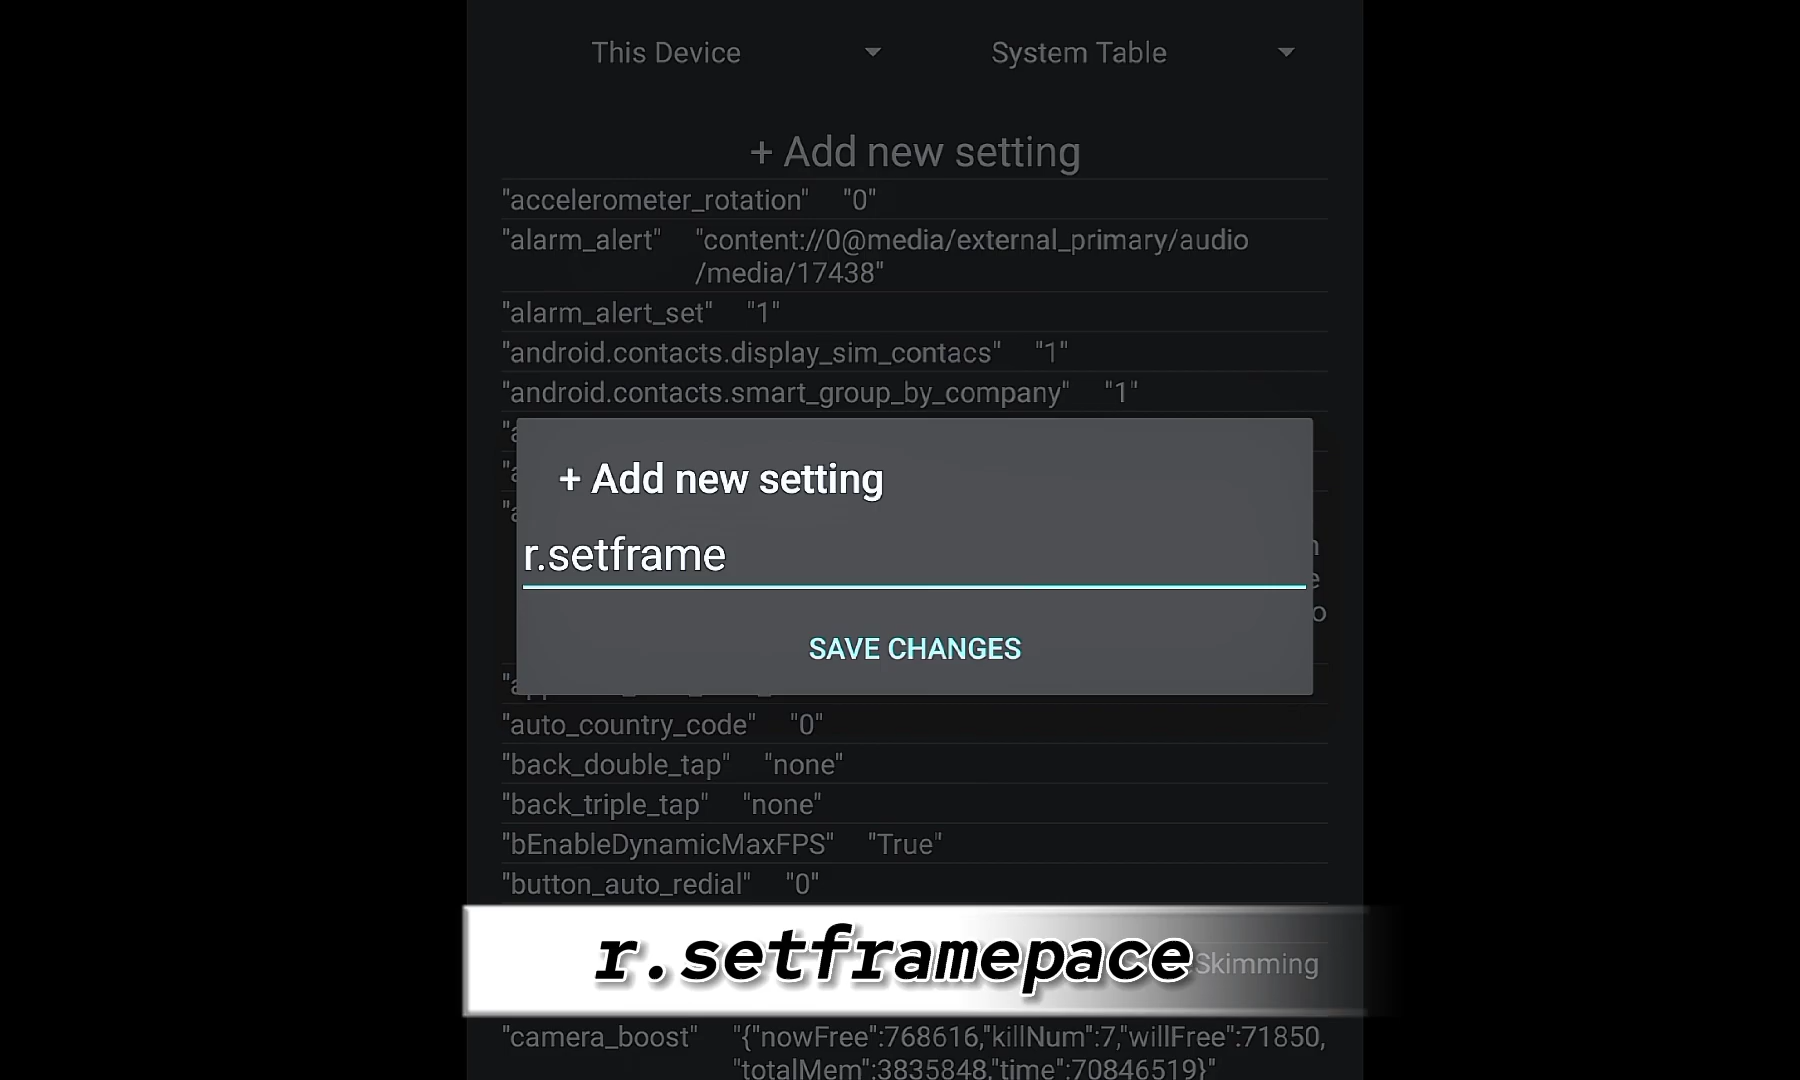 This Device
System Table
+ Add new setting
"accelerometer_rotation" "0"
"alarm_alert" "content://0@media/external_primary/audio
/media/17438"
"alarm_alert_set" "1"
"android.contacts.display_sim_contacs" "1"
"android.contacts.smart_group_by_company" "1"
+ Add new setting
r.setframe
SAVE CHANGES
"auto_country_code" "0"
"back_double_tap" "none"
"back_triple_tap" "none"
"bEnableDynamicMaxFPS" "True"
"button_auto_redial" "0"
r.setframepace
Skimming
"camera_boost" "{"nowFree":768616,"killNum":7,"willFree":71850,
"totalMem":3835848,"time":70846519}"